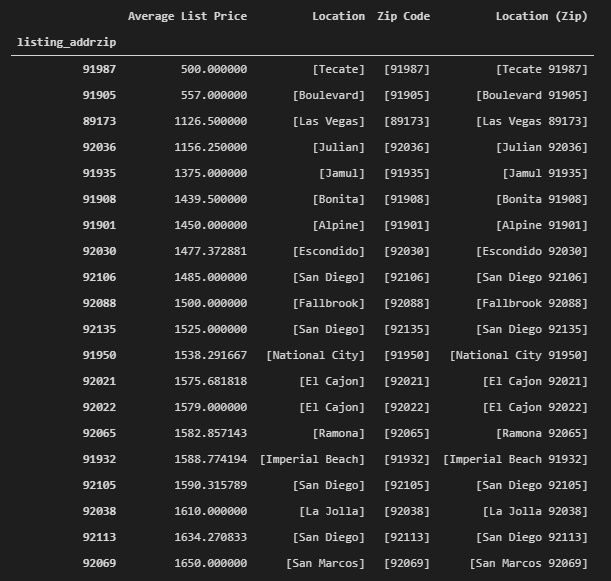 Average List Price Location Zip Code Location (Zip)
listing_addrzip
91987 500.000000 [Tecate] [91987] [Tecate 91987]
91905 557.000000 [Boulevard] [91905] [Boulevard 91905]
89173 1126.500000 [Las Vegas] [89173] [Las Vegas 89173]
92036 1156.250000 [Julian] [92036] [Julian 92036]
91935 1375.000000 [Jamul] [91935] [Jamul 91935]
91908 1439.500000 [Bonita] [91908] [Bonita 91908]
91901 1450.000000 [Alpine] [91901] [Alpine 91901]
92030 1477.372881 [Escondido] [92030] [Escondido 92030]
92106 1485.000000 [San Diego] [92106] [San Diego 92106]
92088 1500.000000 [Fallbrook] [92088] [Fallbrook 92088]
92135 1525.000000 [San Diego] [92135] [San Diego 92135]
91950 1538.291667 [National City] [91950] [National City 91950]
92021 1575.681818 [El Cajon] [92021] [El Cajon 92021]
92022 1579.000000 [El Cajon] [92022] [El Cajon 92022]
92065 1582.857143 [Ramona] [92065] [Ramona 92065]
91932 1588.774194 [Imperial Beach] [91932] [Imperial Beach 91932]
92105 1590.315789 [San Diego] [92105] [San Diego 92105]
92038 1610.000000 [La Jolla] [92038] [La Jolla 92038]
92113 1634.270833 [San Diego] [92113] [San Diego 92113]
92069 1650.000000 [San Marcos] [92069] [San Marcos 92069]